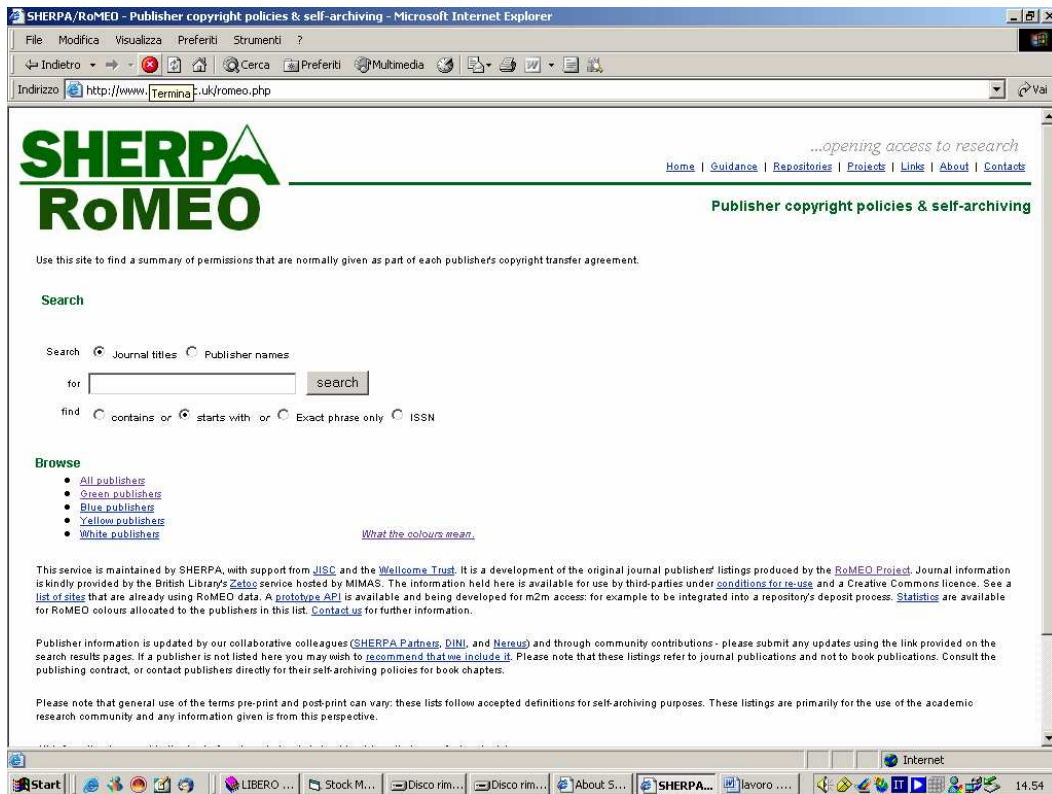 SHERPA/RoMEO - Publisher copyright policies & self-archiving - Microsoft Internet Explorer
File Modifica Visualizza Preferiti Strumenti ?
Indietro Cerca Preferiti Multimedia
Indirizzo http://www. Termina c.uk/romeo.php Vai
SHERPA
RoMEO
...opening access to research
Home | Guidance | Repositories | Projects | Links | About | Contacts
Publisher copyright policies & self-archiving
Use this site to find a summary of permissions that are normally given as part of each publisher's copyright transfer agreement.
Search
Search Journal titles Publisher names
for search
find contains or starts with or Exact phrase only ISSN
Browse
All publishers
Green publishers
Blue publishers
Yellow publishers
White publishers What the colours mean.
This service is maintained by SHERPA, with support from JISC and the Wellcome Trust. It is a development of the original journal publishers' listings produced by the RoMEO Project. Journal information
is kindly provided by the British Library's Zetoc service hosted by MIMAS. The information held here is available for use by third-parties under conditions for re-use and a Creative Commons licence. See a
list of sites that are already using RoMEO data. A prototype API is available and being developed for m2m access: for example to be integrated into a repository's deposit process. Statistics are available
for RoMEO colours allocated to the publishers in this list. Contact us for further information.
Publisher information is updated by our collaborative colleagues (SHERPA Partners, DINI, and Nereus) and through community contributions - please submit any updates using the link provided on the
search results pages. If a publisher is not listed here you may wish to recommend that we include it. Please note that these listings refer to journal publications and not to book publications. Consult the
publishing contract, or contact publishers directly for their self-archiving policies for book chapters.
Please note that general use of the terms pre-print and post-print can vary: these lists follow accepted definitions for self-archiving purposes. These listings are primarily for the use of the academic
research community and any information given is from this perspective.
Internet
Start LIBERO ... Stock M... Disco rim... Disco rim... About S... SHERPA... lavoro .... IT 14.54